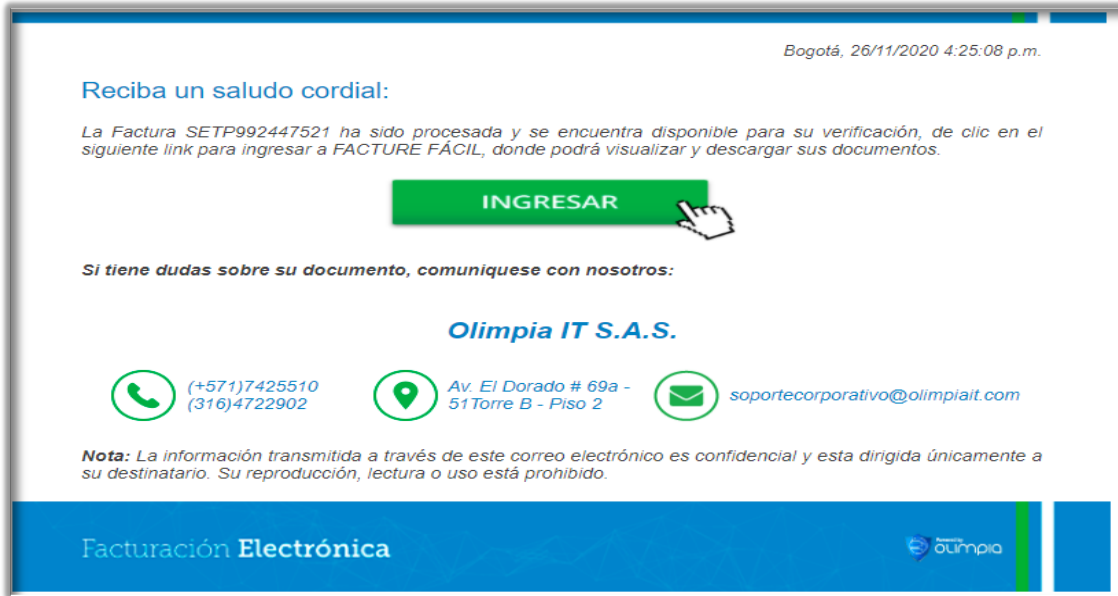 Bogotá, 26/11/2020 4:25:08 p.m.
Reciba un saludo cordial:
La Factura SETP992447521 ha sido procesada y se encuentra disponible para su verificación, de clic en el
siguiente link para ingresar a FACTURE FÁCIL, donde podrá visualizar y descargar sus documentos.
INGRESAR
Si tiene dudas sobre su documento, comuniquese con nosotros:
Olimpia IT S.A.S.
(+571)7425510
(316)4722902
Av. El Dorado # 69a -
51Torre B - Piso 2
soportecorporativo@olimpiait.com
Nota: La información transmitida a través de este correo electrónico es confidencial y esta dirigida únicamente a
su destinatario. Su reproducción, lectura o uso está prohibido.
Facturación Electrónica
Powered by
OLIMPIA